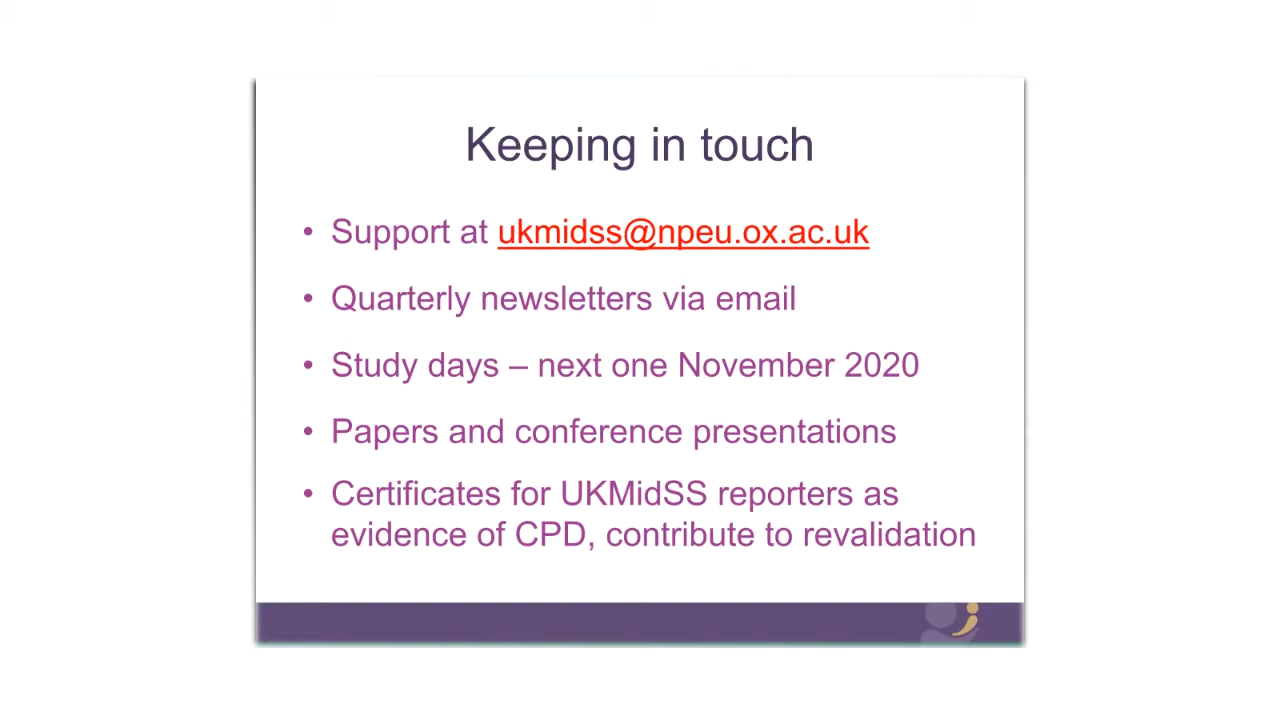 Keeping in touch
• Support at ukmidss@npeu.ox.ac.uk
• Quarterly newsletters via email
• Study days – next one November 2020
• Papers and conference presentations
• Certificates for UKMidSS reporters as
evidence of CPD, contribute to revalidation